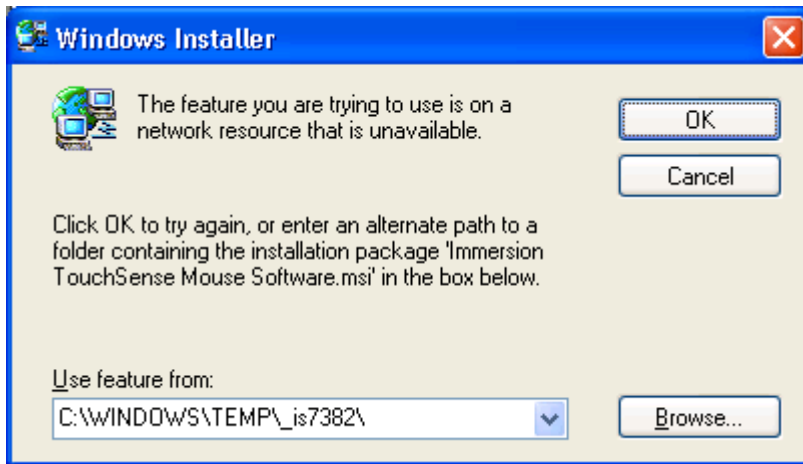 Windows Installer
The feature you are trying to use is on a
network resource that is unavailable.
OK
Cancel
Click OK to try again, or enter an alternate path to a
folder containing the installation package 'Immersion
TouchSense Mouse Software.msi' in the box below.
Use feature from:
C:\WINDOWS\TEMP\_is7382\
Browse...